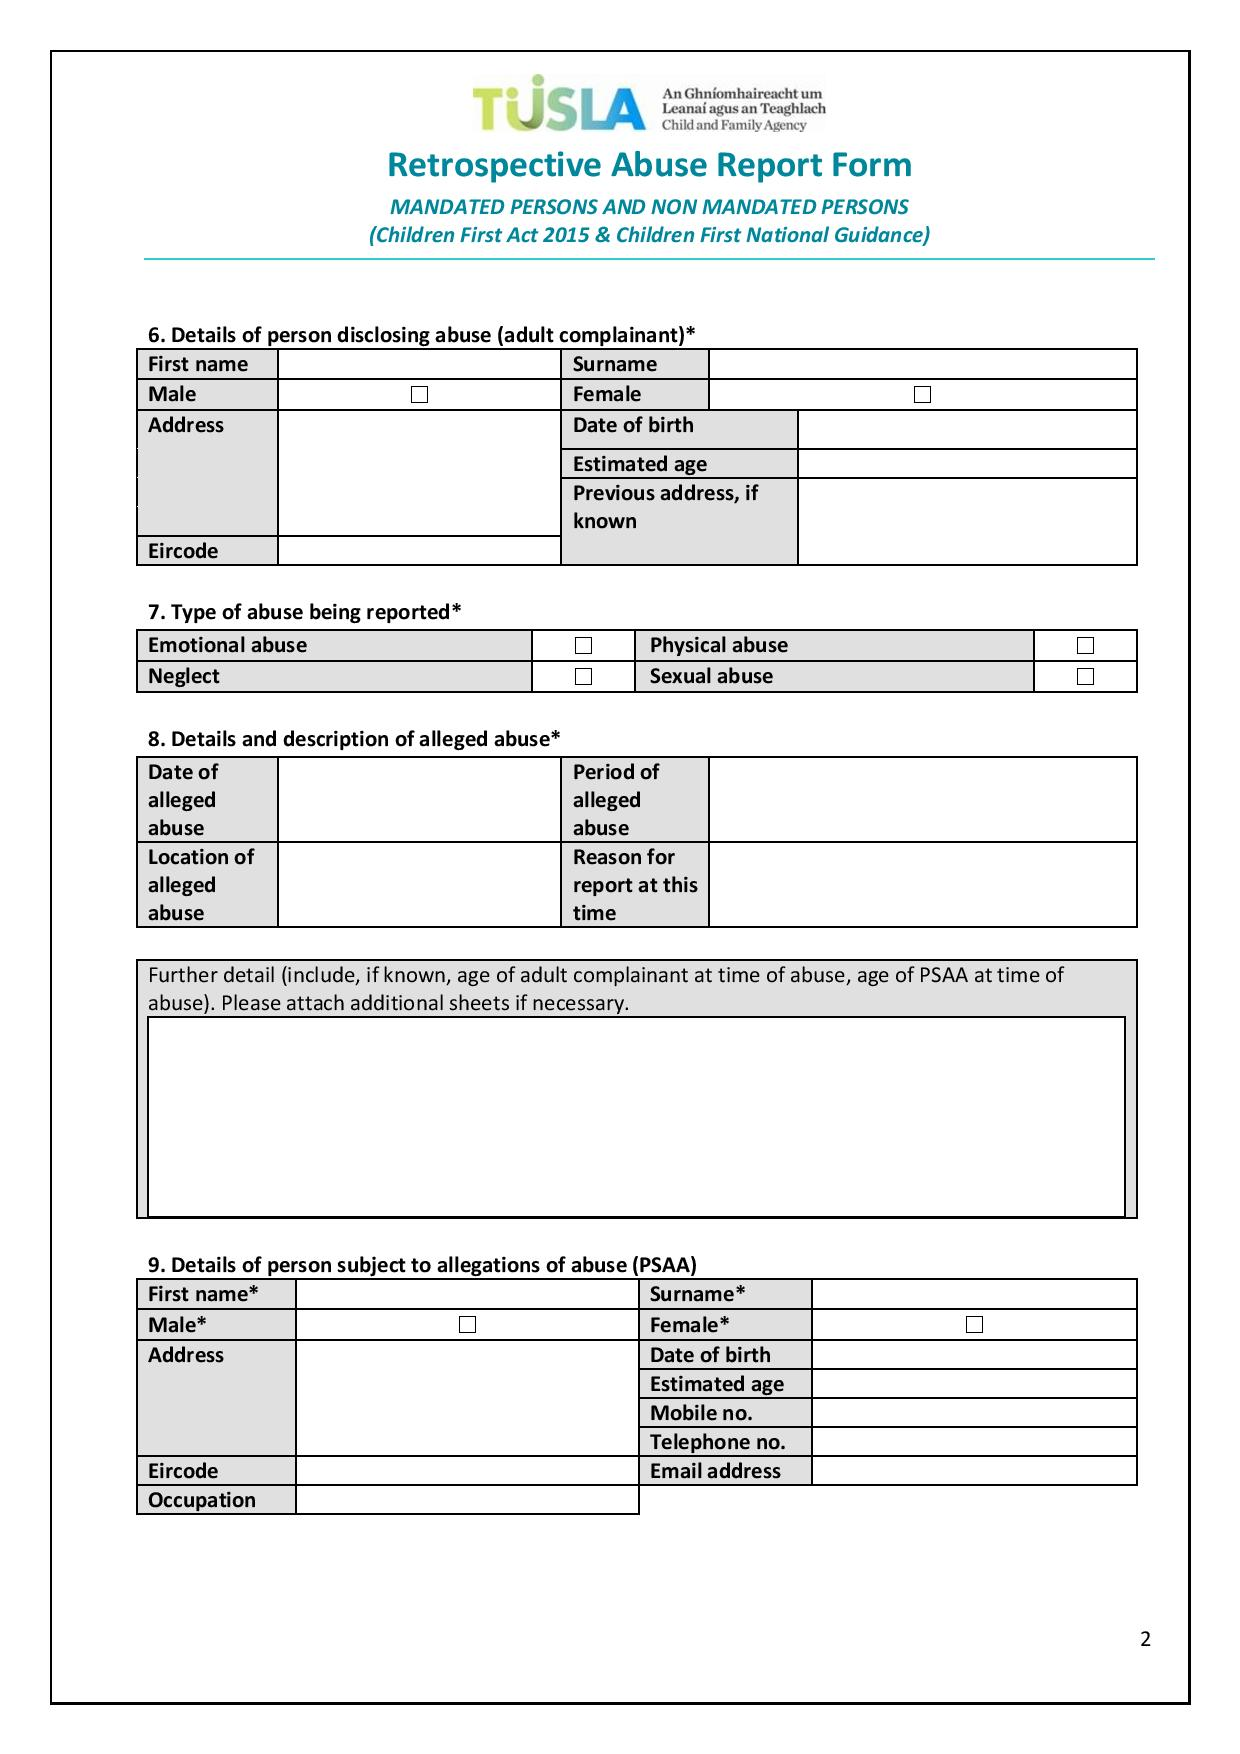 TUSLA
An Ghníomhaireacht um
Leanaí agus an Teaghlach
Child and Family Agency
Retrospective Abuse Report Form
MANDATED PERSONS AND NON MANDATED PERSONS
(Children First Act 2015 & Children First National Guidance)
6. Details of person disclosing abuse (adult complainant)*
First name Surname
Male ☐ Female ☐
Address Date of birth
Estimated age
Previous address, if
known
Eircode
7. Type of abuse being reported*
Emotional abuse ☐ Physical abuse ☐
Neglect ☐ Sexual abuse ☐
8. Details and description of alleged abuse*
Date of
alleged
abuse
Period of
alleged
abuse
Location of
alleged
abuse
Reason for
report at this
time
Further detail (include, if known, age of adult complainant at time of abuse, age of PSAA at time of
abuse). Please attach additional sheets if necessary.
9. Details of person subject to allegations of abuse (PSAA)
First name* Surname*
Male* ☐ Female* ☐
Address Date of birth
Estimated age
Mobile no.
Telephone no.
Eircode Email address
Occupation
2